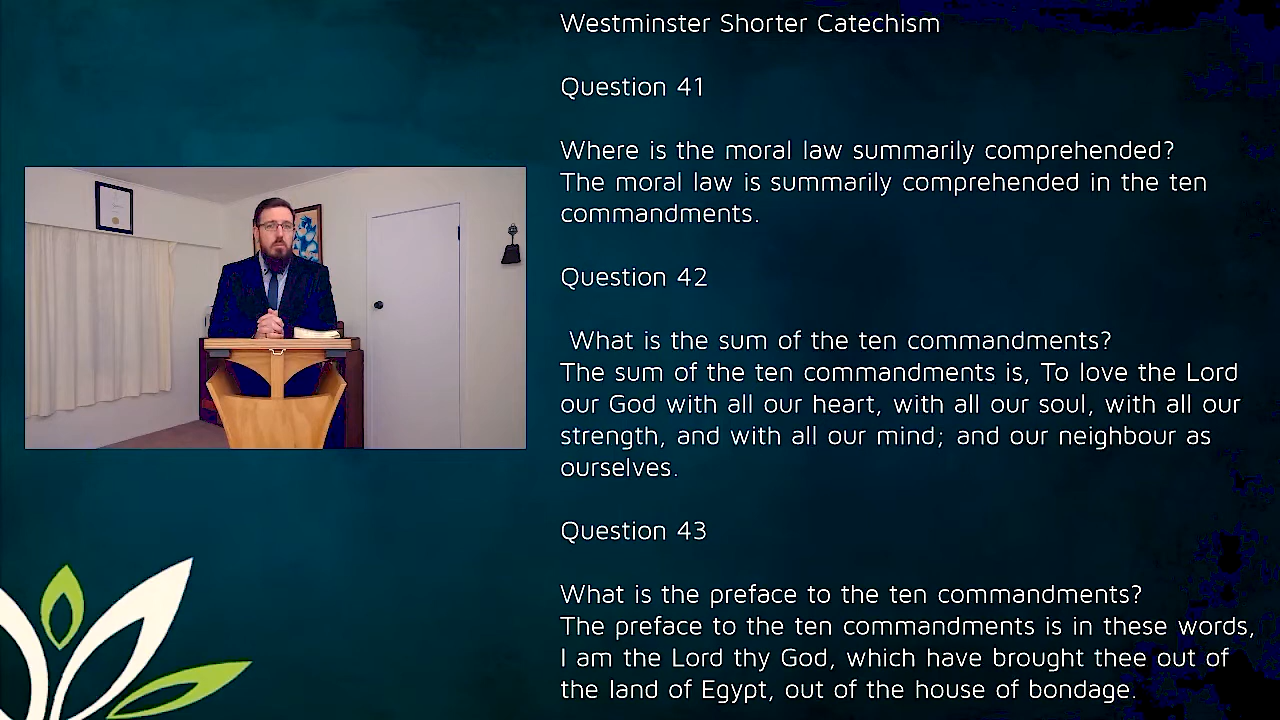 Westminster Shorter Catechism
Question 41
Where is the moral law summarily comprehended?
The moral law is summarily comprehended in the ten
commandments.
Question 42
What is the sum of the ten commandments?
The sum of the ten commandments is, To love the Lord
our God with all our heart, with all our soul, with all our
strength, and with all our mind; and our neighbour as
ourselves.
Question 43
What is the preface to the ten commandments?
The preface to the ten commandments is in these words,
I am the Lord thy God, which have brought thee out of
the land of Egypt, out of the house of bondage.